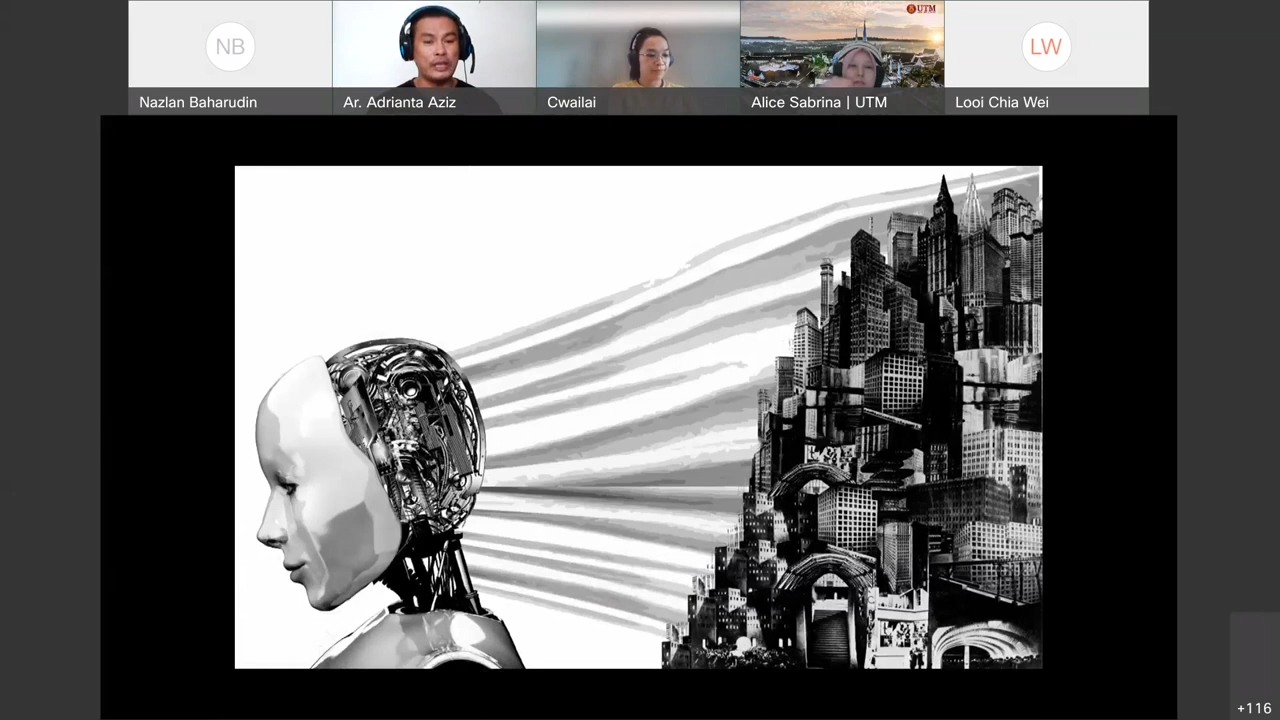 UTM
NB
LW
Nazlan Baharudin
Ar. Adrianta Aziz
Cwailai
Alice Sabrina | UTM
Looi Chia Wei
+116